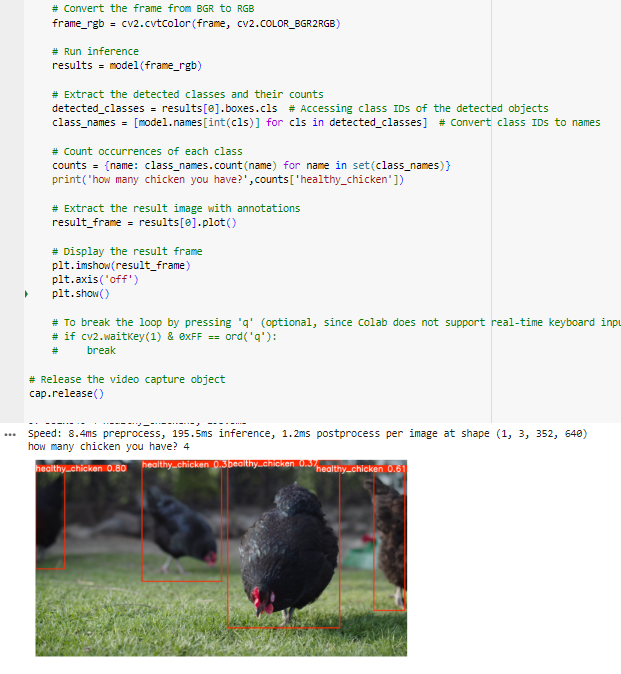 # Convert the frame from BGR to RGB
frame_rgb = cv2.cvtColor(frame, cv2.COLOR_BGR2RGB)
# Run inference
results = model(frame_rgb)
# Extract the detected classes and their counts
detected_classes = results[0].boxes.cls  # Accessing class IDs of the detected objects
class_names = [model.names[int(cls)] for cls in detected_classes]  # Convert class IDs to names
# Count occurrences of each class
counts = {name: class_names.count(name) for name in set(class_names)}
print('how many chicken you have?',counts['healthy_chicken'])
# Extract the result image with annotations
result_frame = results[0].plot()
# Display the result frame
plt.imshow(result_frame)
plt.axis('off')
plt.show()
# To break the loop by pressing 'q' (optional, since Colab does not support real-time keyboard inpu
# if cv2.waitKey(1) & 0xFF == ord('q'):
#     break
# Release the video capture object
cap.release()
Speed: 8.4ms preprocess, 195.5ms inference, 1.2ms postprocess per image at shape (1, 3, 352, 640)
how many chicken you have? 4
healthy_chicken 0.80
healthy_chicken 0.3
healthy_chicken 0.37
healthy_chicken 0.61